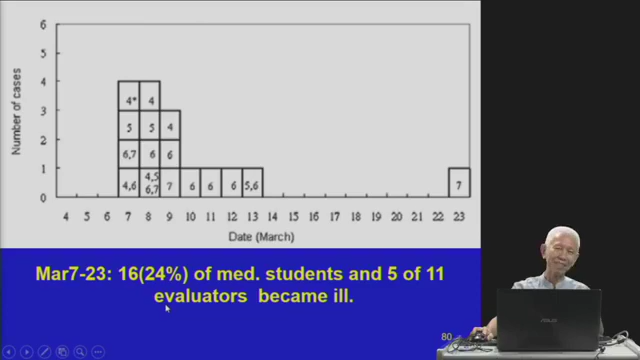 6
5
4
3
2
1
0
Number of cases
4* 4
5 5 4
6,7 6 6
4,6 4,5 6,7 7 6 6 6 5,6 7
4 5 6 7 8 9 10 11 12 13 14 15 16 17 18 19 20 21 22 23
Date (March)
Mar7-23: 16(24%) of med. students and 5 of 11
evaluators became ill.
80
ASUS